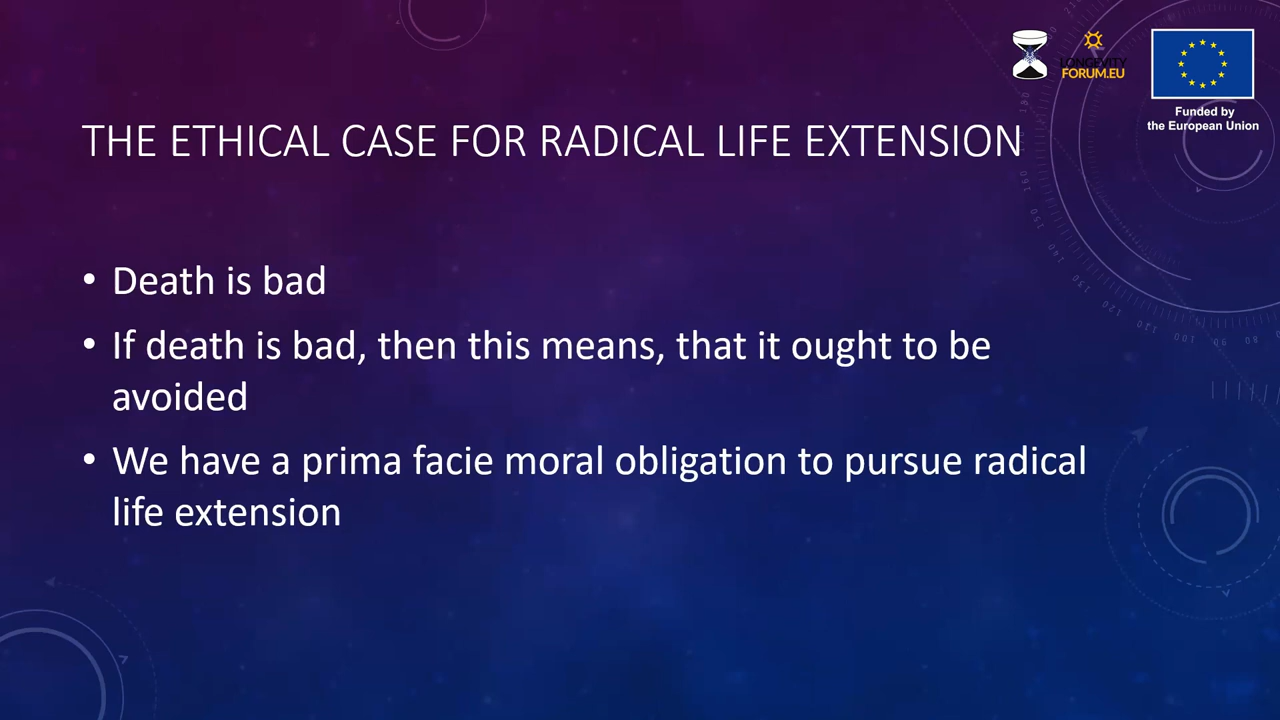 LONGEVITY
FORUM.EU
Funded by
the European Union
THE ETHICAL CASE FOR RADICAL LIFE EXTENSION
• Death is bad
• If death is bad, then this means, that it ought to be
avoided
• We have a prima facie moral obligation to pursue radical
life extension